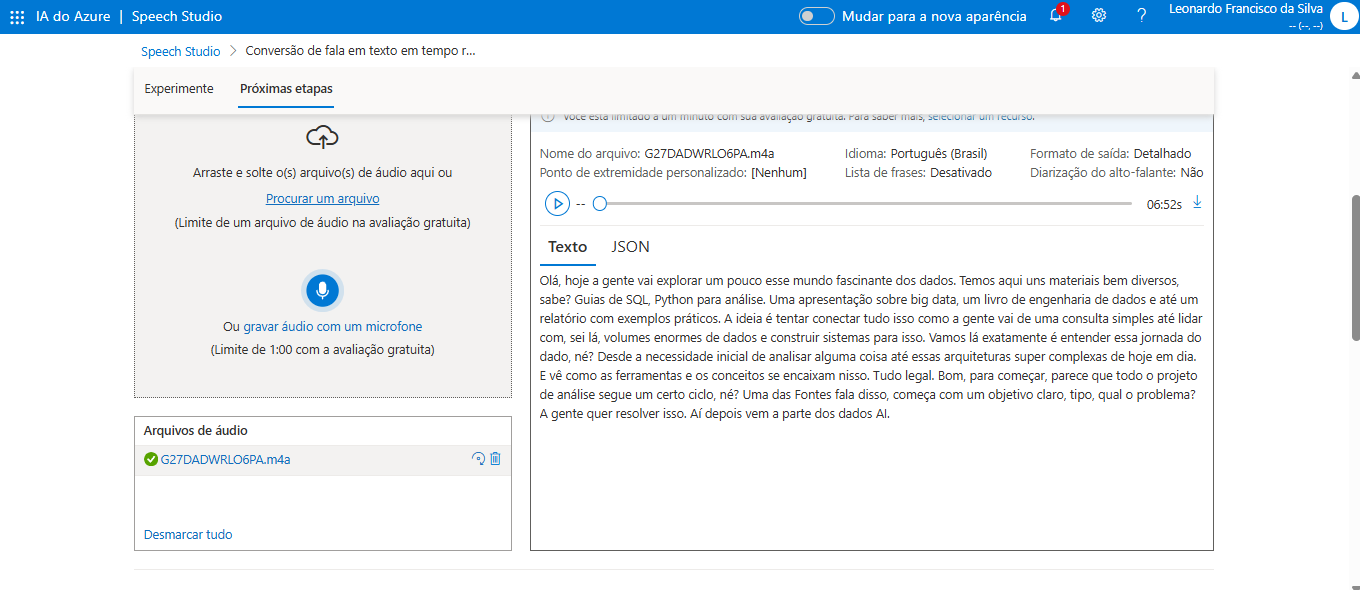 IA do Azure | Speech Studio
Mudar para a nova aparência
1
?
Leonardo Francisco da Silva
-- (--, --)
L
Speech Studio > Conversão de fala em texto em tempo r...
Experimente
Próximas etapas
Arraste e solte o(s) arquivo(s) de áudio aqui ou
Procurar um arquivo
(Limite de um arquivo de áudio na avaliação gratuita)
Ou gravar áudio com um microfone
(Limite de 1:00 com a avaliação gratuita)
Arquivos de áudio
G27DADWRLO6PA.m4a
Desmarcar tudo
Você está limitado a um minuto com sua avaliação gratuita. Para saber mais, selecionar um recurso.
Nome do arquivo: G27DADWRLO6PA.m4a
Idioma: Português (Brasil)
Formato de saída: Detalhado
Ponto de extremidade personalizado: [Nenhum]
Lista de frases: Desativado
Diarização do alto-falante: Não
--
06:52s
Texto
JSON
Olá, hoje a gente vai explorar um pouco esse mundo fascinante dos dados. Temos aqui uns materiais bem diversos,
sabe? Guias de SQL, Python para análise. Uma apresentação sobre big data, um livro de engenharia de dados e até um
relatório com exemplos práticos. A ideia é tentar conectar tudo isso como a gente vai de uma consulta simples até lidar
com, sei lá, volumes enormes de dados e construir sistemas para isso. Vamos lá exatamente é entender essa jornada do
dado, né? Desde a necessidade inicial de analisar alguma coisa até essas arquiteturas super complexas de hoje em dia.
E vê como as ferramentas e os conceitos se encaixam nisso. Tudo legal. Bom, para começar, parece que todo o projeto
de análise segue um certo ciclo, né? Uma das Fontes fala disso, começa com um objetivo claro, tipo, qual o problema?
A gente quer resolver isso. Aí depois vem a parte dos dados AI.